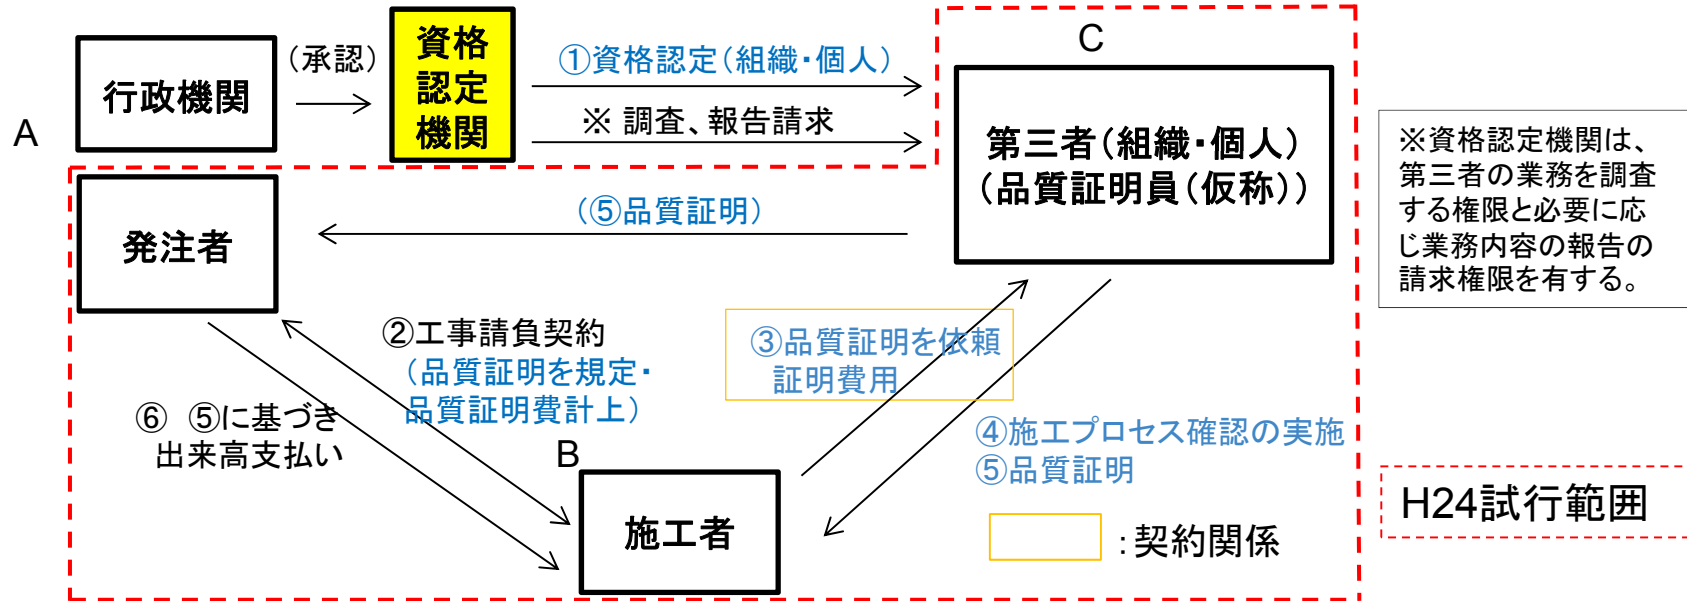 A
行政機関
(承認)
資格
認定
機関
①資格認定(組織・個人)
※ 調査、報告請求
C
第三者(組織・個人)
(品質証明員(仮称))
※資格認定機関は、
第三者の業務を調査
する権限と必要に応
じ業務内容の報告の
請求権限を有する。
発注者
(⑤品質証明)
②工事請負契約
(品質証明を規定・
品質証明費計上)
③品質証明を依頼
証明費用
⑥ ⑤に基づき
出来高支払い
④施工プロセス確認の実施
⑤品質証明
B
施工者
:契約関係
H24試行範囲